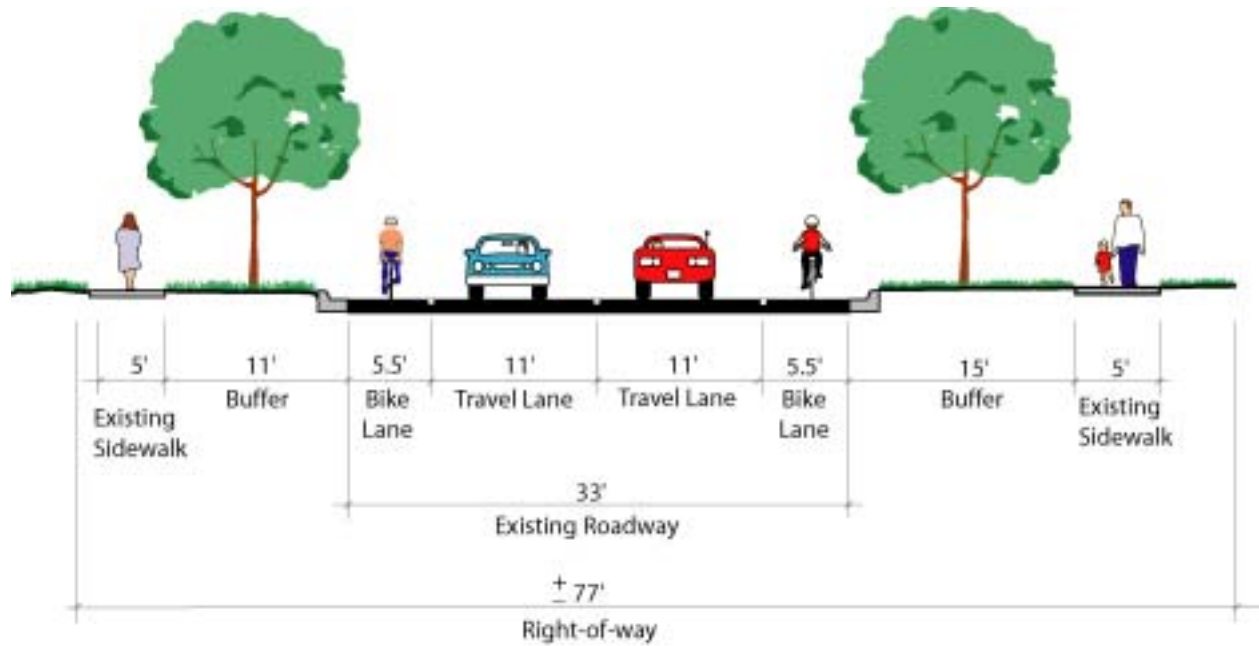 5' 11' 5.5' 11' 11' 5.5' 15' 5'
Existing
Sidewalk
Buffer
Bike
Lane
Travel Lane
Travel Lane
Bike
Lane
Buffer
Existing
Sidewalk
33'
Existing Roadway
± 77'
Right-of-way